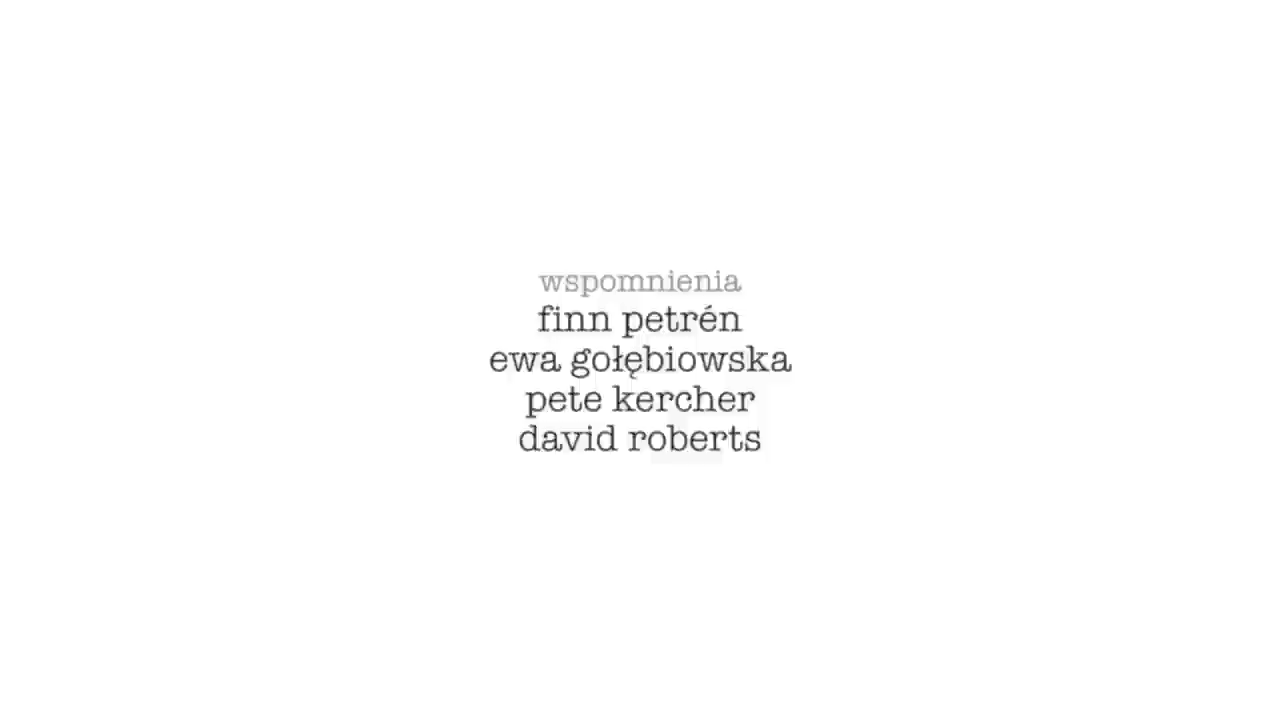 wspomnienia
finn petrén
ewa gołębiowska
pete kercher
david roberts